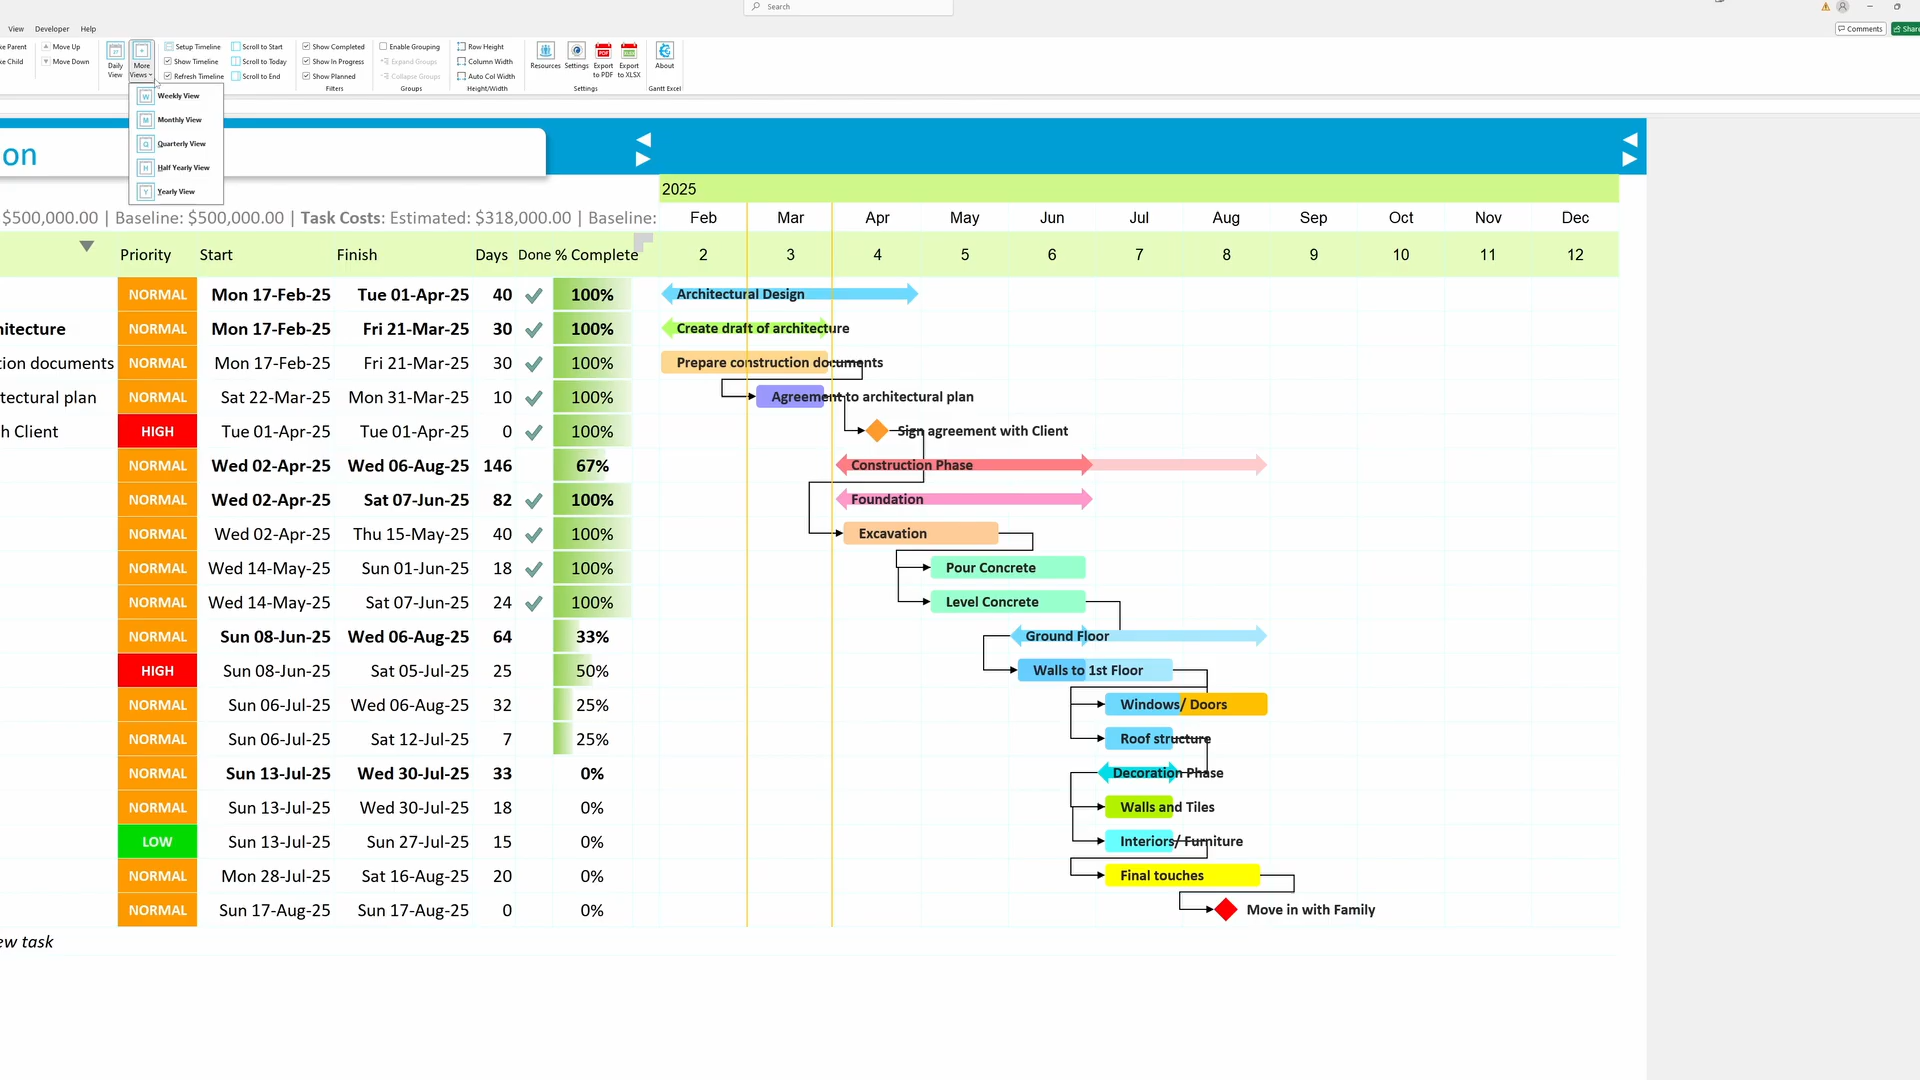 Search
View Developer Help
Comments Share
ke Parent Move Up
ke Child Move Down
Daily View
More Views
Setup Timeline
Show Timeline
Refresh Timeline
Scroll to Start
Scroll to Today
Scroll to End
Show Completed
Show In Progress
Show Planned
Filters
Enable Grouping
Expand Groups
Collapse Groups
Groups
Row Height
Column Width
Auto Col Width
Height/Width
Resources
Settings
Export to PDF
Export to XLSX
Settings
About
Gantt Excel
W Weekly View
M Monthly View
Q Quarterly View
H Half Yearly View
Y Yearly View
on
2025
$500,000.00 | Baseline: $500,000.00 | Task Costs: Estimated: $318,000.00 | Baseline:
Feb Mar Apr May Jun Jul Aug Sep Oct Nov Dec
Priority Start Finish Days Done % Complete 2 3 4 5 6 7 8 9 10 11 12
NORMAL Mon 17-Feb-25 Tue 01-Apr-25 40 100% Architectural Design
hitecture NORMAL Mon 17-Feb-25 Fri 21-Mar-25 30 100% Create draft of architecture
tion documents NORMAL Mon 17-Feb-25 Fri 21-Mar-25 30 100% Prepare construction documents
tectural plan NORMAL Sat 22-Mar-25 Mon 31-Mar-25 10 100% Agreement to architectural plan
h Client HIGH Tue 01-Apr-25 Tue 01-Apr-25 0 100% Sign agreement with Client
NORMAL Wed 02-Apr-25 Wed 06-Aug-25 146 67% Construction Phase
NORMAL Wed 02-Apr-25 Sat 07-Jun-25 82 100% Foundation
NORMAL Wed 02-Apr-25 Thu 15-May-25 40 100% Excavation
NORMAL Wed 14-May-25 Sun 01-Jun-25 18 100% Pour Concrete
NORMAL Wed 14-May-25 Sat 07-Jun-25 24 100% Level Concrete
NORMAL Sun 08-Jun-25 Wed 06-Aug-25 64 33% Ground Floor
HIGH Sun 08-Jun-25 Sat 05-Jul-25 25 50% Walls to 1st Floor
NORMAL Sun 06-Jul-25 Wed 06-Aug-25 32 25% Windows/ Doors
NORMAL Sun 06-Jul-25 Sat 12-Jul-25 7 25% Roof structure
NORMAL Sun 13-Jul-25 Wed 30-Jul-25 33 0% Decoration Phase
NORMAL Sun 13-Jul-25 Wed 30-Jul-25 18 0% Walls and Tiles
LOW Sun 13-Jul-25 Sun 27-Jul-25 15 0% Interiors/ Furniture
NORMAL Mon 28-Jul-25 Sat 16-Aug-25 20 0% Final touches
NORMAL Sun 17-Aug-25 Sun 17-Aug-25 0 0% Move in with Family
ew task